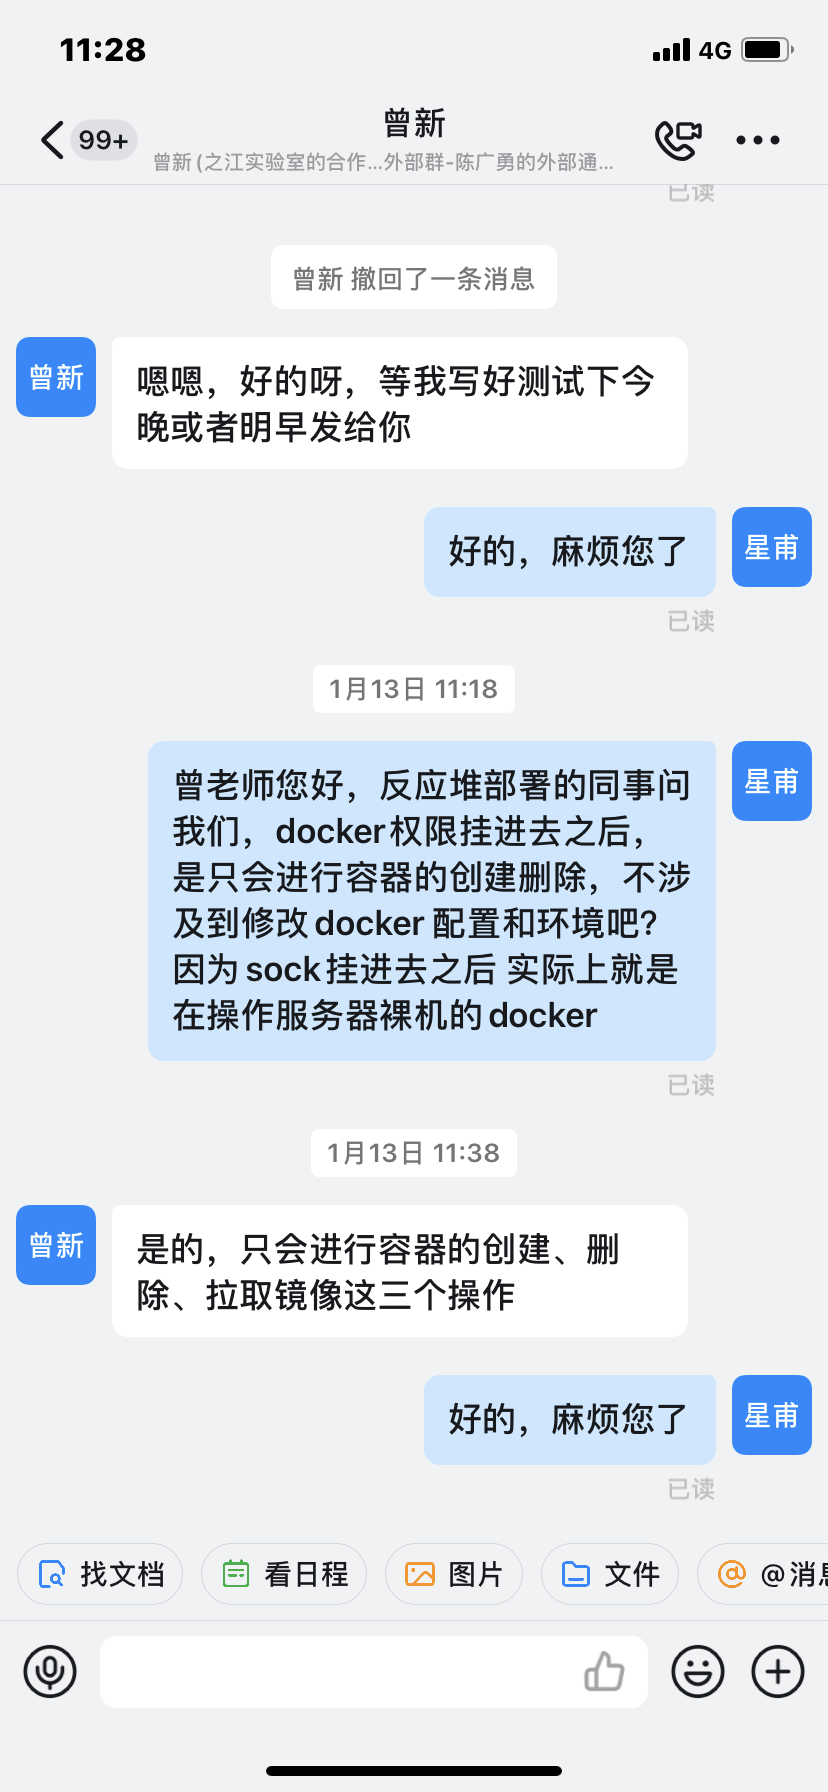 11:28
4G
99+
曾新
曾新(之江实验室的合作...外部群-陈广勇的外部通...
已读
曾新 撤回了一条消息
曾新
嗯嗯，好的呀，等我写好测试下今
晚或者明早发给你
好的，麻烦您了
星甫
已读
1月13日 11:18
曾老师您好，反应堆部署的同事问
我们，docker权限挂进去之后，
是只会进行容器的创建删除，不涉
及到修改docker 配置和环境吧？
因为sock挂进去之后 实际上就是
在操作服务器裸机的docker
星甫
已读
1月13日 11:38
曾新
是的，只会进行容器的创建、删
除、拉取镜像这三个操作
好的，麻烦您了
星甫
已读
找文档
看日程
图片
文件
@消息